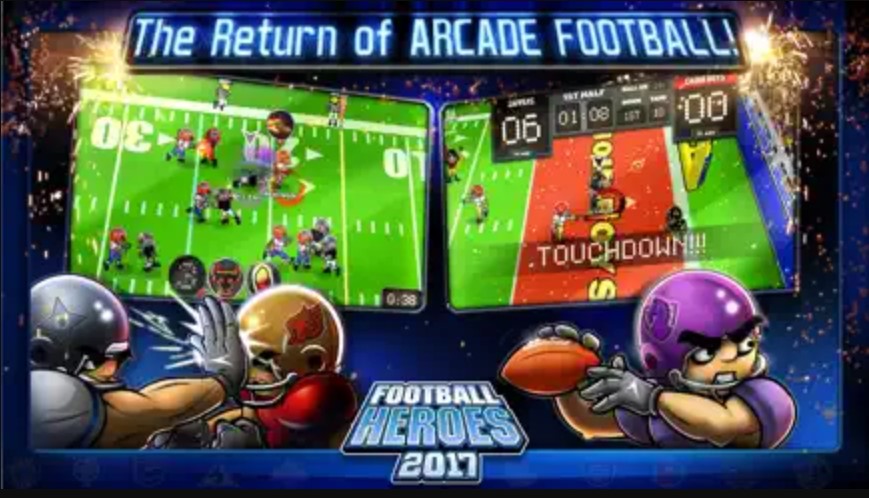 The Return of ARCADE FOOTBALL!
30
06
1ST HALF
01:08
1ST
10
00
TOUCHDOWN!!!
0:38
FOOTBALL
HEROES
2017